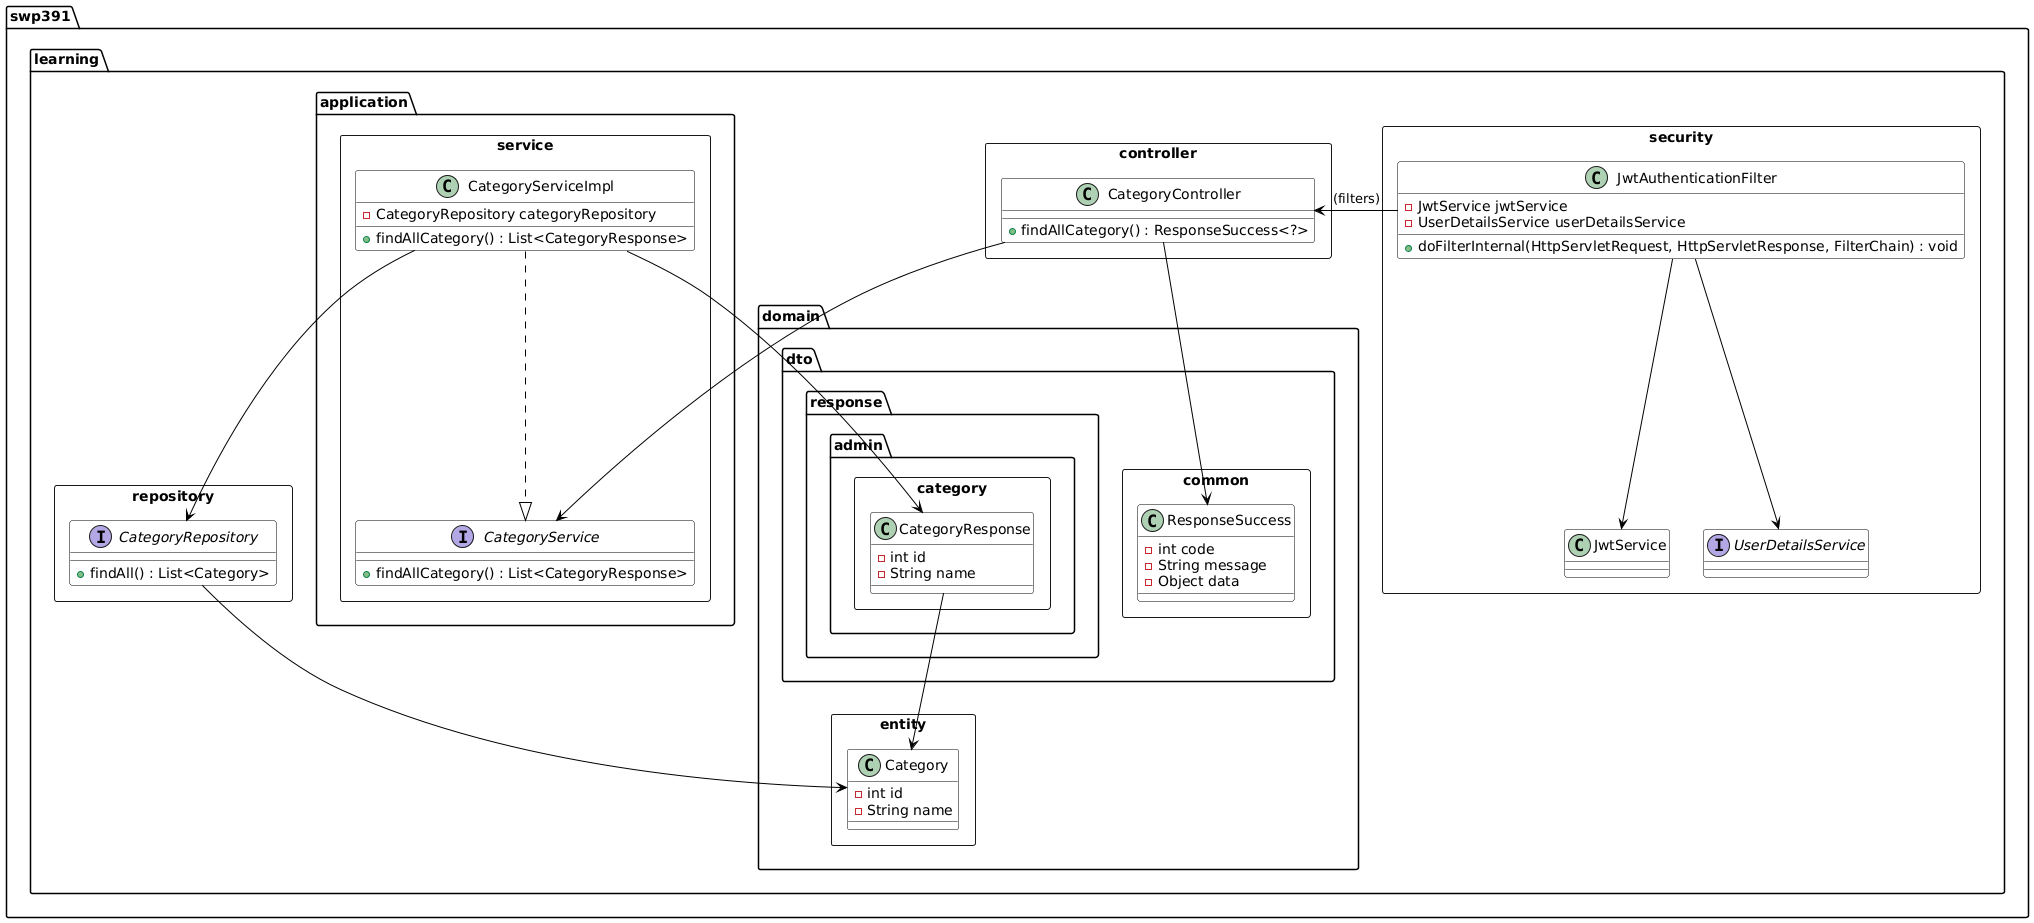 swp391
learning
application
service
CategoryServiceImpl
CategoryRepository categoryRepository
findAllCategory() : List<CategoryResponse>
controller
CategoryController
findAllCategory() : ResponseSuccess<?>
(filters)
security
JwtAuthenticationFilter
JwtService jwtService
UserDetailsService userDetailsService
doFilterInternal(HttpServletRequest, HttpServletResponse, FilterChain) : void
domain
dto
response
admin
category
CategoryResponse
int id
String name
common
ResponseSuccess
int code
String message
Object data
repository
CategoryRepository
findAll() : List<Category>
CategoryService
findAllCategory() : List<CategoryResponse>
JwtService
UserDetailsService
entity
Category
int id
String name